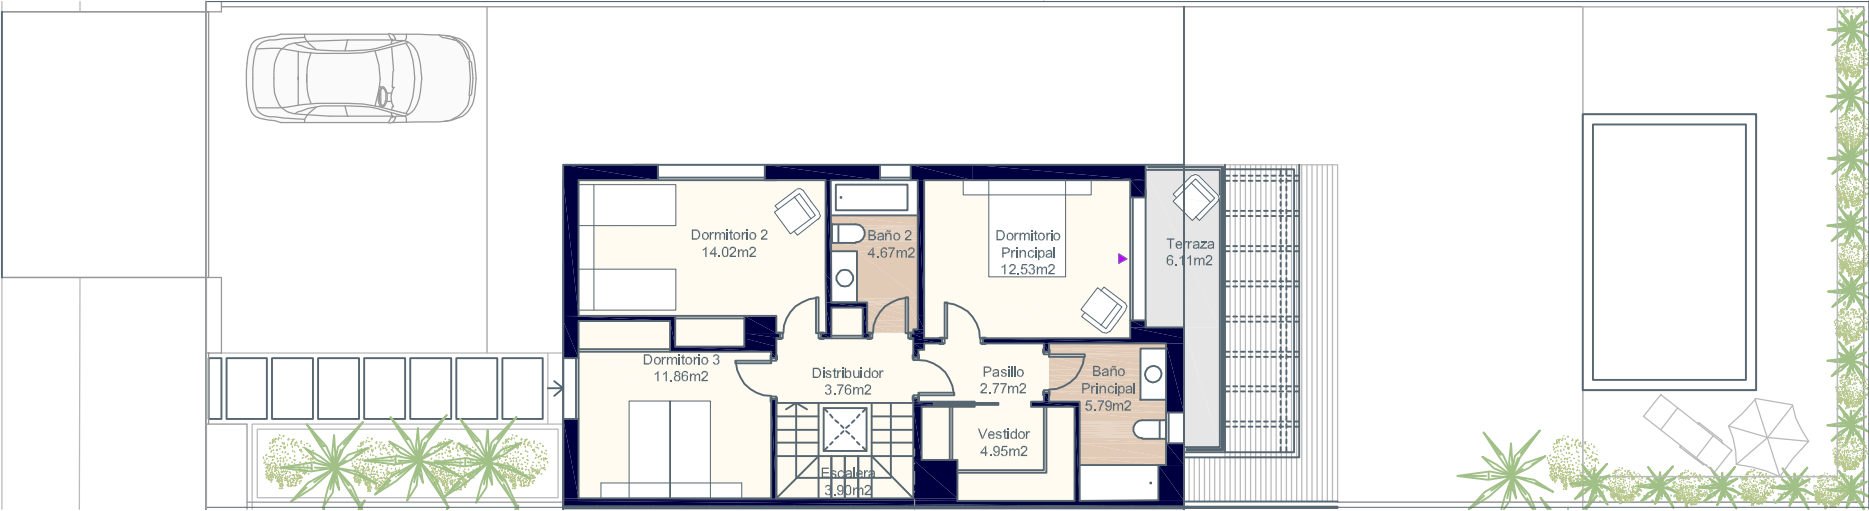 Dormitorio 2
14.02m2
Baño 2
4.67m2
Dormitorio
Principal
12.53m2
Terraza
6.11m2
Dormitorio 3
11.86m2
Distribuidor
3.76m2
Pasillo
2.77m2
Baño
Principal
5.79m2
Vestidor
4.95m2
Escalera
3.90m2